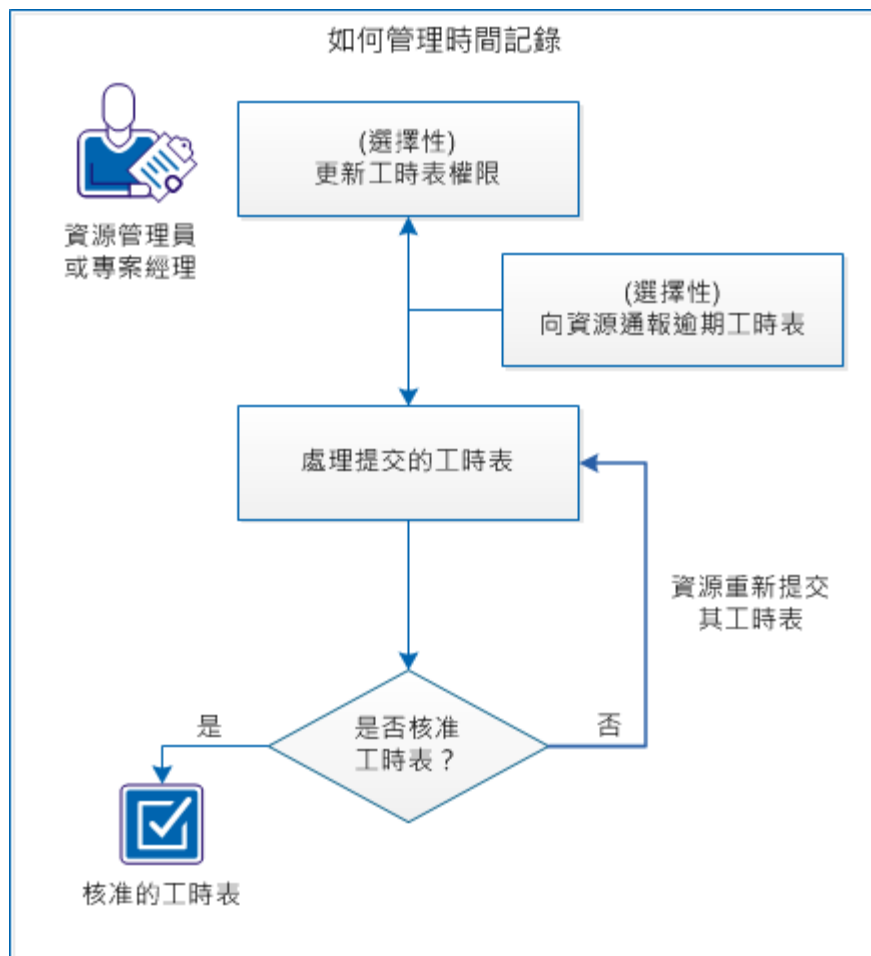 如何管理時間記錄
(選擇性)
更新工時表權限
資源管理員
或專案經理
(選擇性)
向資源通報逾期工時表
處理提交的工時表
資源重新提交
其工時表
是
是否核准
工時表？
否
核准的工時表